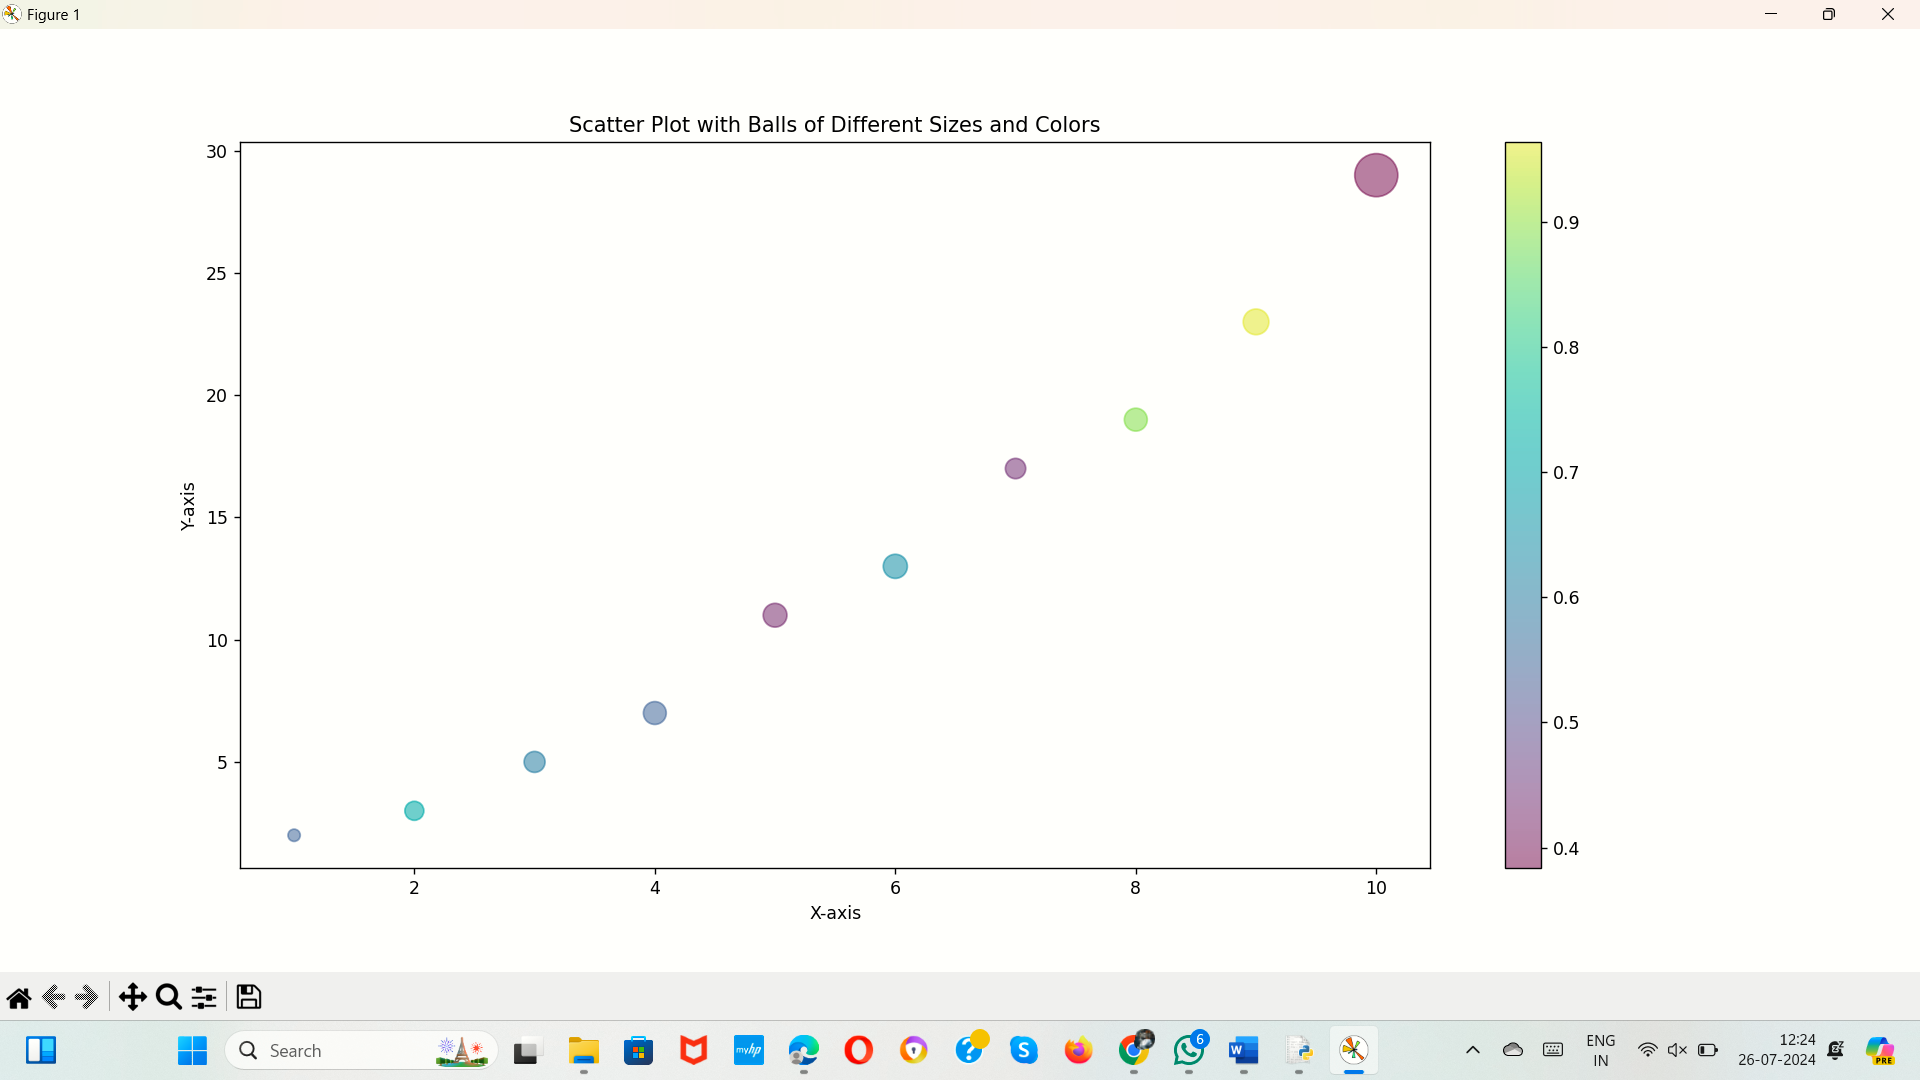 Figure 1
Scatter Plot with Balls of Different Sizes and Colors
30
25
20
15
10
5
Y-axis
2 4 6 8 10
X-axis
0.9
0.8
0.7
0.6
0.5
0.4
Search
myhp
S
6
W
ENG
IN
12:24
26-07-2024
PRE